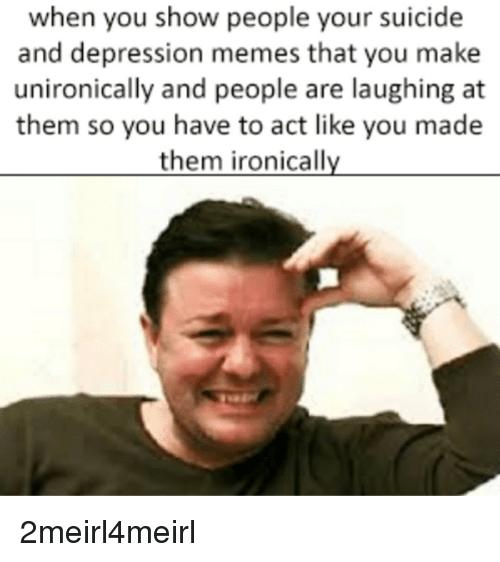 when you show people your suicide
and depression memes that you make
unironically and people are laughing at
them so you have to act like you made
them ironically
2meirl4meirl